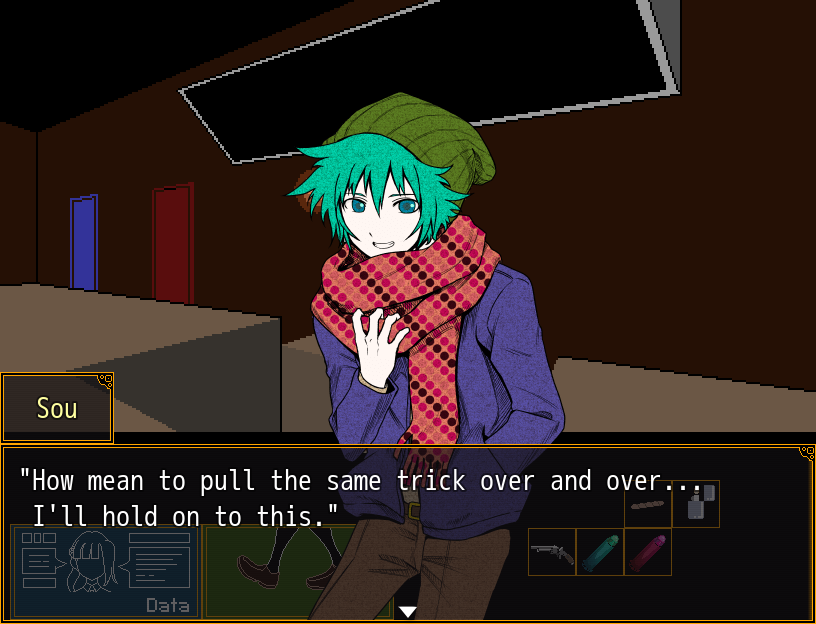 Sou
"How mean to pull the same trick over and over...
I'll hold on to this."
Data